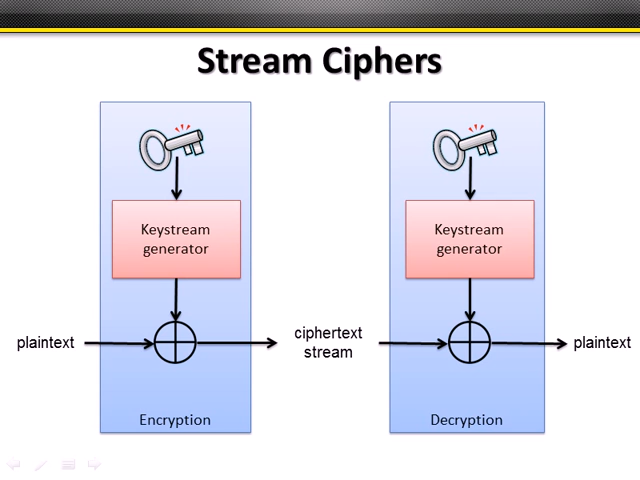 Stream Ciphers
Keystream
generator
Keystream
generator
plaintext
ciphertext
stream
plaintext
Encryption
Decryption